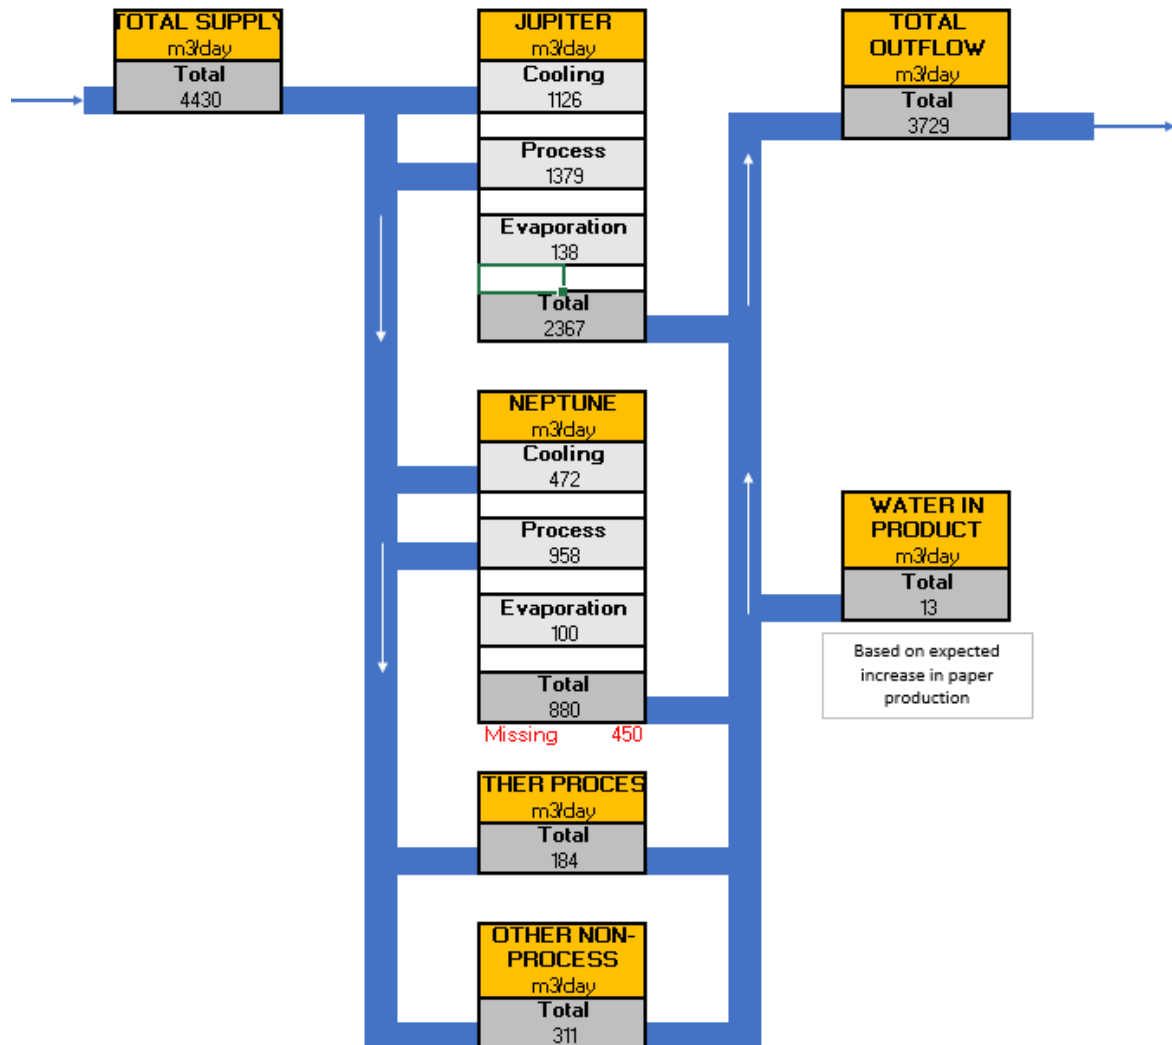 TOTAL SUPPLY
m3/day
Total
4430
JUPITER
m3/day
Cooling
1126
Process
1379
Evaporation
138
Total
2367
TOTAL
OUTFLOW
m3/day
Total
3729
NEPTUNE
m3/day
Cooling
472
Process
958
Evaporation
100
Total
880
Missing 450
WATER IN
PRODUCT
m3/day
Total
13
Based on expected
increase in paper
production
THER PROCES
m3/day
Total
184
OTHER NON-
PROCESS
m3/day
Total
311